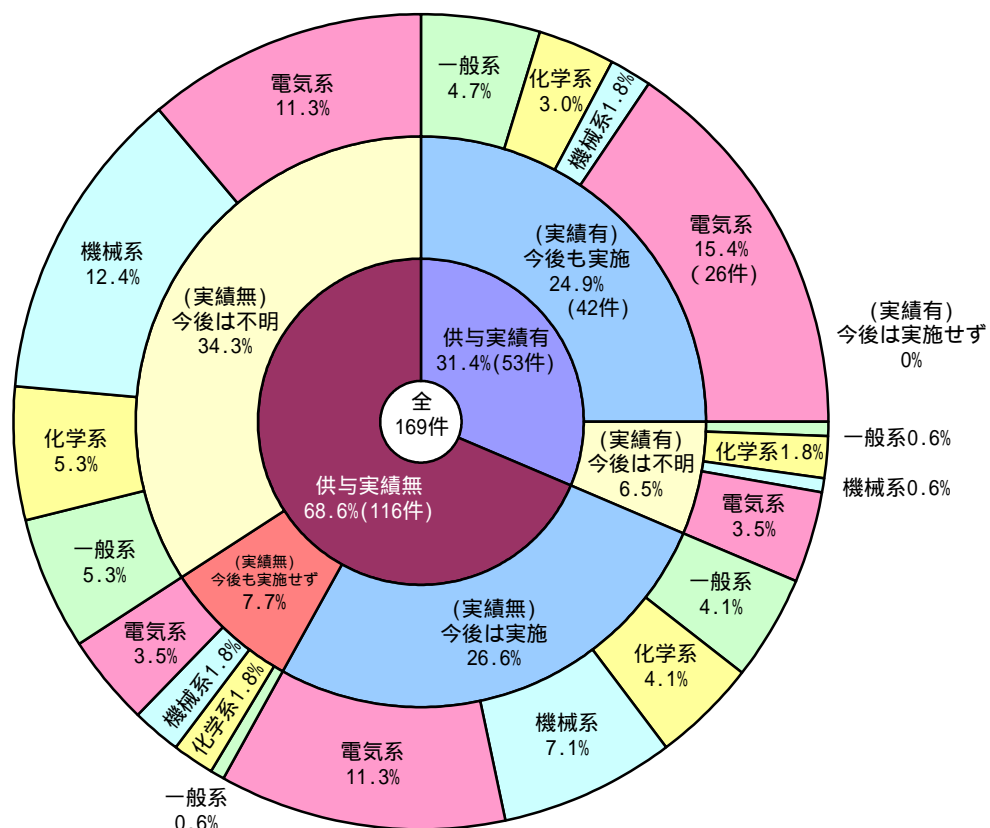 全
169件
供与実績有
31.4%(53件)
供与実績無
68.6%(116件)
(実績有)
今後も実施
24.9%
(42件)
(実績有)
今後は実施せず
0%
(実績有)
今後は不明
6.5%
(実績無)
今後は実施
26.6%
(実績無)
今後も実施せず
7.7%
(実績無)
今後は不明
34.3%
一般系
4.7%
化学系
3.0%
機械系1.8%
電気系
15.4%
(26件)
一般系0.6%
化学系1.8%
機械系0.6%
電気系
3.5%
一般系
4.1%
化学系
4.1%
機械系
7.1%
電気系
11.3%
一般系
0.6%
化学系1.8%
機械系1.8%
電気系
3.5%
一般系
5.3%
化学系
5.3%
機械系
12.4%
電気系
11.3%